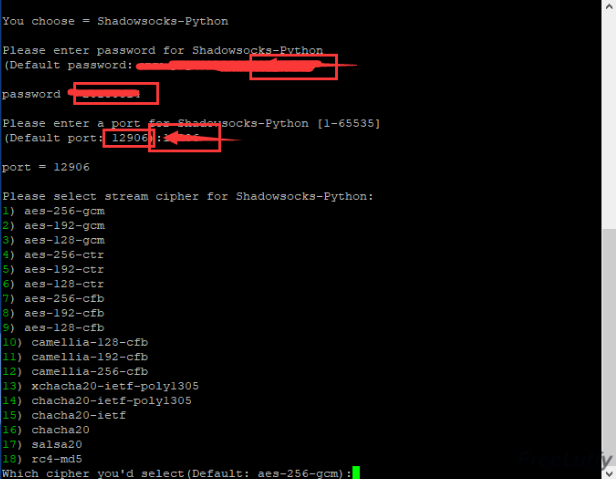 You choose = Shadowsocks-Python
Please enter password for Shadowsocks-Python
(Default password:
password
Please enter a port for Shadowsocks-Python [1-65535]
(Default port: 12906):
port = 12906
Please select stream cipher for Shadowsocks-Python:
1) aes-256-gcm
2) aes-192-gcm
3) aes-128-gcm
4) aes-256-ctr
5) aes-192-ctr
6) aes-128-ctr
7) aes-256-cfb
8) aes-192-cfb
9) aes-128-cfb
10) camellia-128-cfb
11) camellia-192-cfb
12) camellia-256-cfb
13) xchacha20-ietf-poly1305
14) chacha20-ietf-poly1305
15) chacha20-ietf
16) chacha20
17) salsa20
18) rc4-md5
Which cipher you'd select(Default: aes-256-gcm):